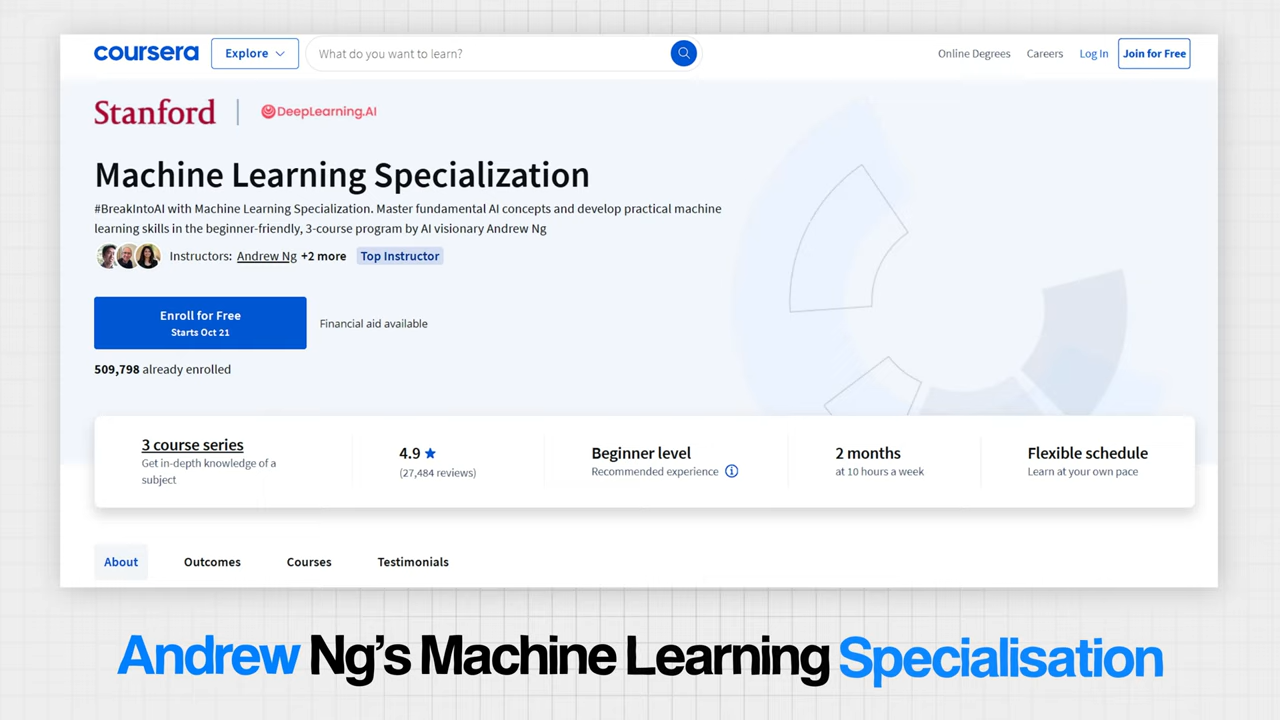 coursera Explore What do you want to learn? Online Degrees Careers Log In Join for Free
Stanford | DeepLearning.AI
Machine Learning Specialization
#BreakIntoAI with Machine Learning Specialization. Master fundamental AI concepts and develop practical machine
learning skills in the beginner-friendly, 3-course program by AI visionary Andrew Ng
Instructors: Andrew Ng +2 more Top Instructor
Enroll for Free
Starts Oct 21
Financial aid available
509,798 already enrolled
3 course series
Get in-depth knowledge of a
subject
4.9 ★
(27,484 reviews)
Beginner level
Recommended experience
2 months
at 10 hours a week
Flexible schedule
Learn at your own pace
About Outcomes Courses Testimonials
Andrew Ng's Machine Learning Specialisation